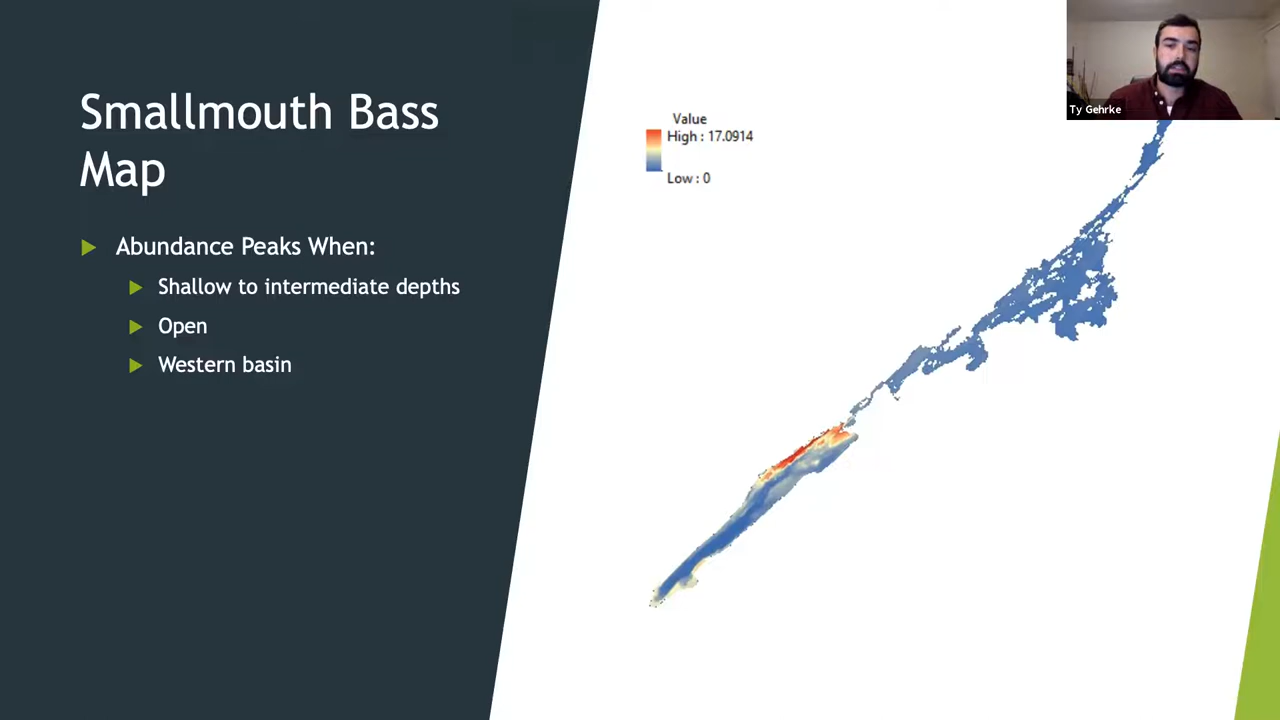 Smallmouth Bass
Map
Abundance Peaks When:
Shallow to intermediate depths
Open
Western basin
Value
High : 17.0914
Low : 0
Ty Gehrke